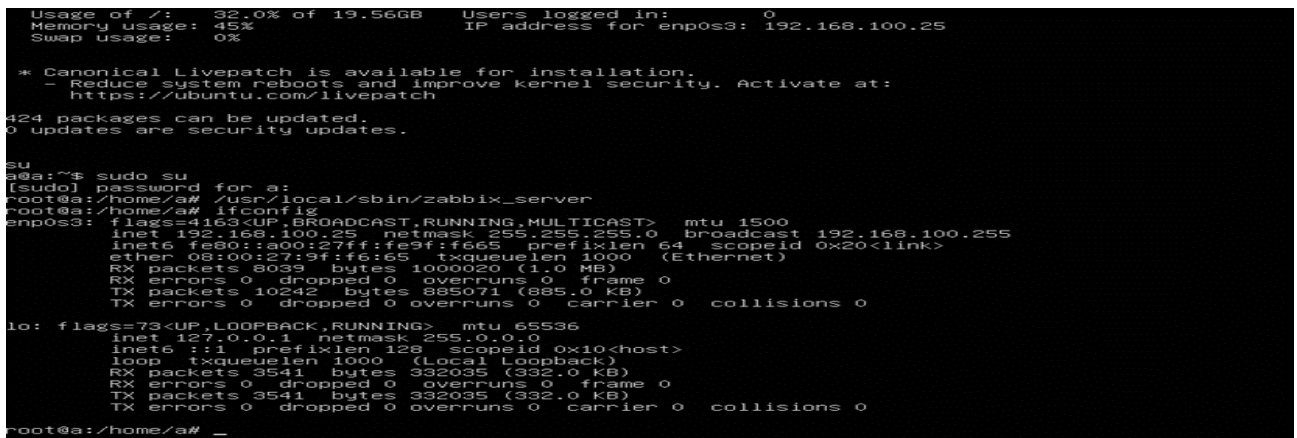 Usage of /:   32.0% of 19.56GB   Users logged in:       0
Memory usage: 45%                IP address for enp0s3: 192.168.100.25
Swap usage:   0%
* Canonical Livepatch is available for installation.
- Reduce system reboots and improve kernel security. Activate at:
https://ubuntu.com/livepatch
424 packages can be updated.
0 updates are security updates.
su
a@a:~$ sudo su
[sudo] password for a:
root@a:/home/a# /usr/local/sbin/zabbix_server
root@a:/home/a# ifconfig
enp0s3: flags=4163<UP,BROADCAST,RUNNING,MULTICAST>  mtu 1500
inet 192.168.100.25  netmask 255.255.255.0  broadcast 192.168.100.255
inet6 fe80::a00:27ff:fe9f:f665  prefixlen 64  scopeid 0x20<link>
ether 08:00:27:9f:f6:65  txqueuelen 1000  (Ethernet)
RX packets 8039  bytes 1000020 (1.0 MB)
RX errors 0  dropped 0  overruns 0  frame 0
TX packets 10242  bytes 885071 (885.0 KB)
TX errors 0  dropped 0 overruns 0  carrier 0  collisions 0
lo: flags=73<UP,LOOPBACK,RUNNING>  mtu 65536
inet 127.0.0.1  netmask 255.0.0.0
inet6 ::1  prefixlen 128  scopeid 0x10<host>
loop  txqueuelen 1000  (Local Loopback)
RX packets 3541  bytes 332035 (332.0 KB)
RX errors 0  dropped 0  overruns 0  frame 0
TX packets 3541  bytes 332035 (332.0 KB)
TX errors 0  dropped 0 overruns 0  carrier 0  collisions 0
root@a:/home/a# _